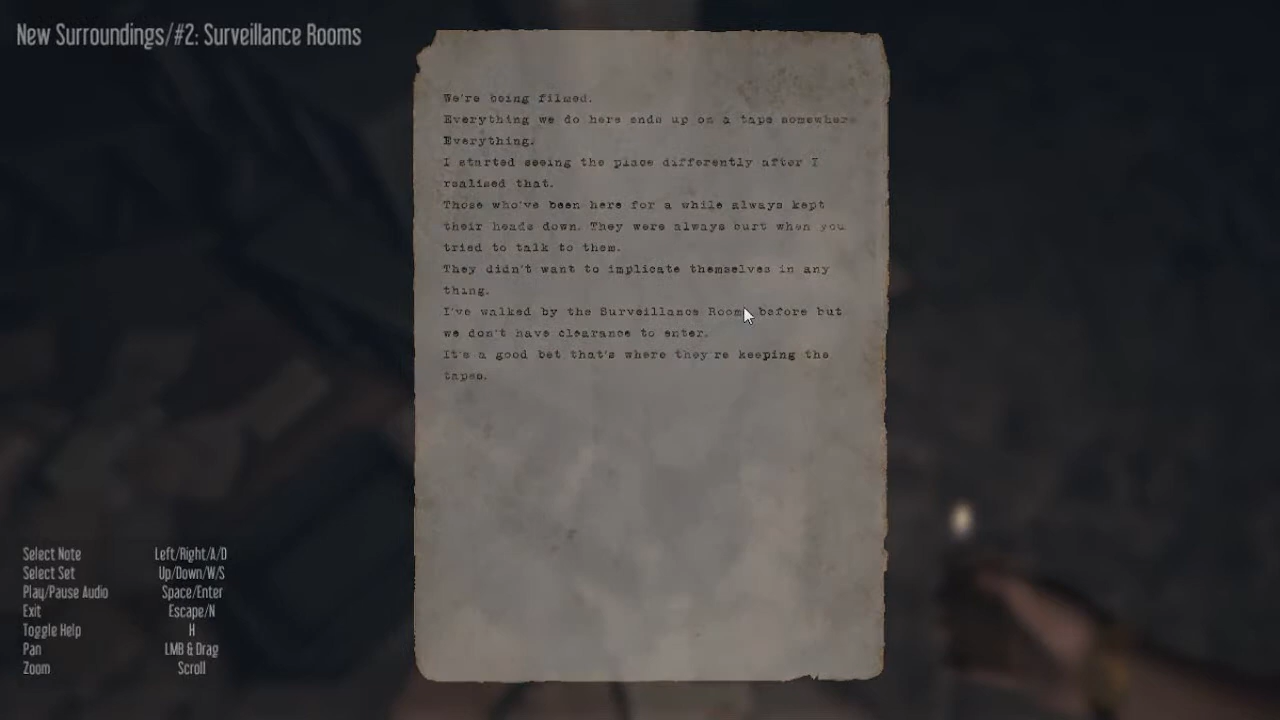 New Surroundings/#2: Surveillance Rooms
We're being filmed.
Everything we do here ends up on a tape somewhere
Everything.
I started seeing the place differently after I
realised that.
Those who've been here for a while always kept
their heads down. They were always curt when you
tried to talk to them.
They didn't want to implicate themselves in any
thing.
I've walked by the Surveillance Rooms before but
we don't have clearance to enter.
It's a good bet that's where they're keeping the
tapes.
Select Note Left/Right/A/D
Select Set Up/Down/W/S
Play/Pause Audio Space/Enter
Exit Escape/N
Toggle Help H
Pan LMB & Drag
Zoom Scroll